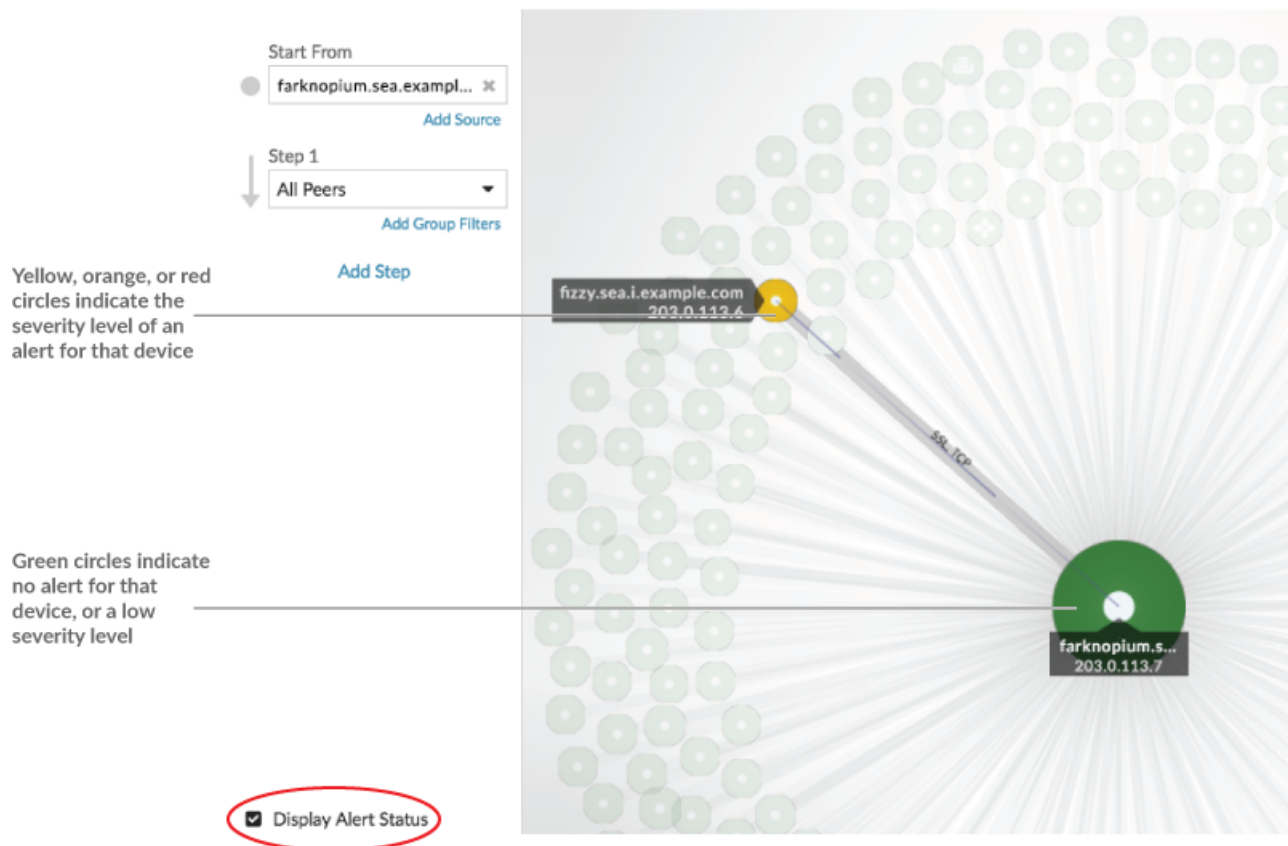 Start From
farknopium.sea.exampl...
Add Source
Step 1
All Peers
Add Group Filters
Add Step
Yellow, orange, or red
circles indicate the
severity level of an
alert for that device
fizzy.sea.i.example.com
203.0.113.6
SSL, TCP
Green circles indicate
no alert for that
device, or a low
severity level
farknopium.s...
203.0.113.7
Display Alert Status